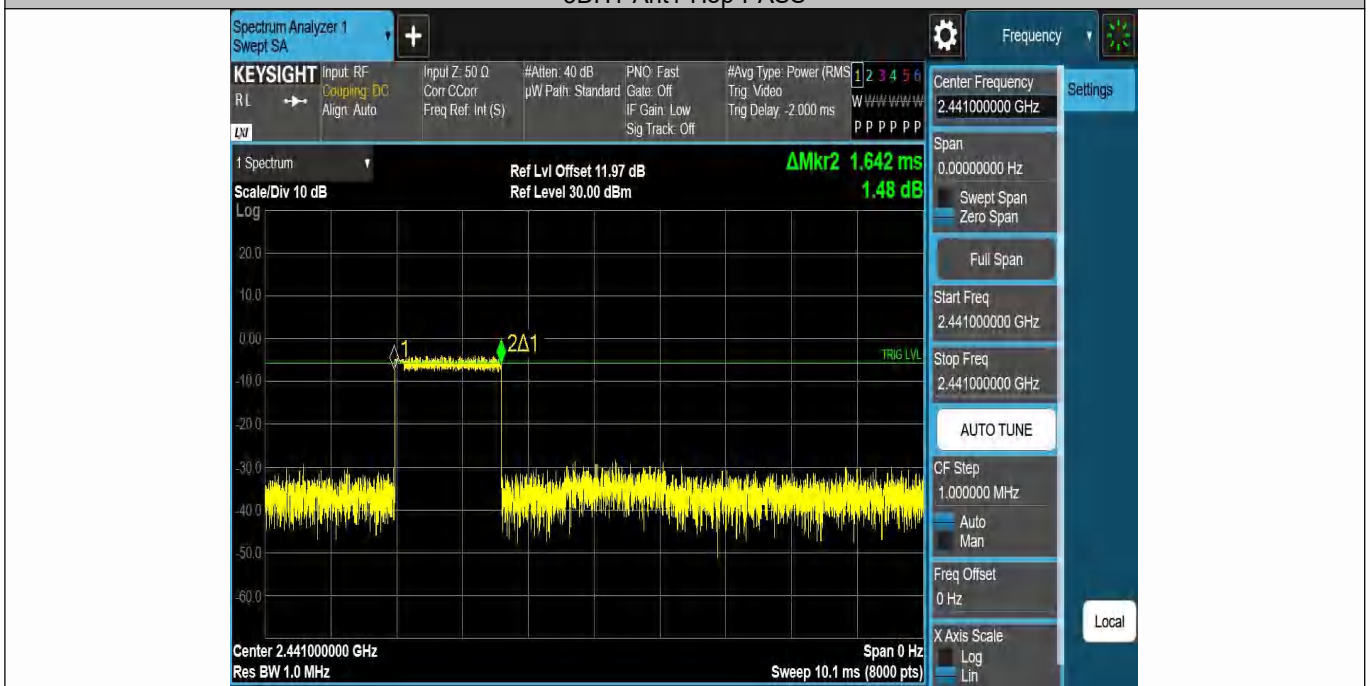 Spectrum Analyzer 1
Swept SA
+
Frequency
KEYSIGHT
RL
LXI
Input: RF
Coupling: DC
Align: Auto
Input Z: 50 Ω
Corr CCorr
Freq Ref: Int (S)
#Atten: 40 dB
µW Path: Standard
PNO: Fast
Gate: Off
IF Gain: Low
Sig Track: Off
#Avg Type: Power (RMS
Trig: Video
Trig Delay: -2.000 ms
1 2 3 4 5 6
W W W W W W
P P P P P P
1 Spectrum
Scale/Div 10 dB
Log
Ref Lvl Offset 11.97 dB
Ref Level 30.00 dBm
ΔMkr2 1.642 ms
1.48 dB
20.0
10.0
0.00
-10.0
-20.0
-30.0
-40.0
-50.0
-60.0
1
2Δ1
TRIG LVL
Center 2.441000000 GHz
Res BW 1.0 MHz
Span 0 Hz
Sweep 10.1 ms (8000 pts)
Center Frequency
2.441000000 GHz
Settings
Span
0.00000000 Hz
Swept Span
Zero Span
Full Span
Start Freq
2.441000000 GHz
Stop Freq
2.441000000 GHz
AUTO TUNE
CF Step
1.000000 MHz
Auto
Man
Freq Offset
0 Hz
X Axis Scale
Log
Lin
Local